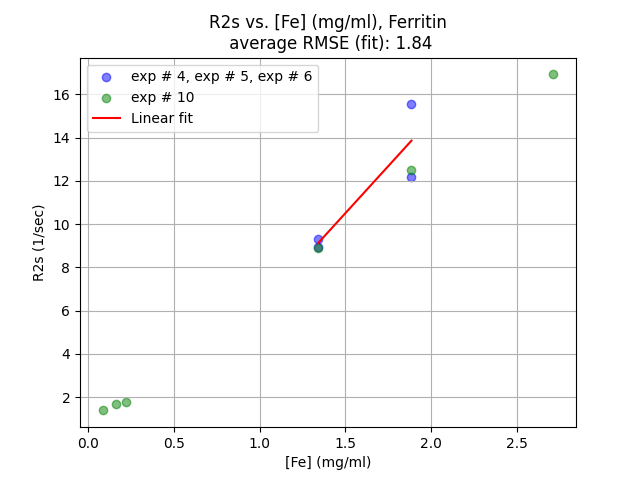 R2s vs. [Fe] (mg/ml), Ferritin
average RMSE (fit): 1.84
exp # 4, exp # 5, exp # 6
exp # 10
Linear fit
R2s (1/sec)
16
14
12
10
8
6
4
2
0.0 0.5 1.0 1.5 2.0 2.5
[Fe] (mg/ml)